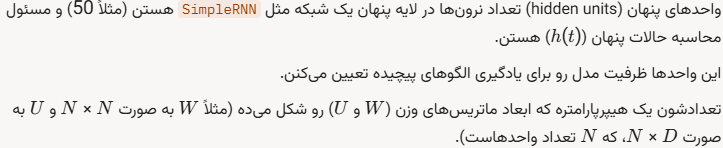 واحدهای پنهان (hidden units) تعداد نرون‌ها در لایه پنهان یک شبکه مثل SimpleRNN هستن (مثلاً 50) و مسئول
محاسبه حالات پنهان (h(t)) هستن.
این واحدها ظرفیت مدل رو برای یادگیری الگوهای پیچیده تعیین می‌کنن.
تعدادشون یک هیپرپارامتره که ابعاد ماتریس‌های وزن (W و U) رو شکل می‌ده (مثلاً W به صورت N × N و U به
صورت N × D، که N تعداد واحدهاست).